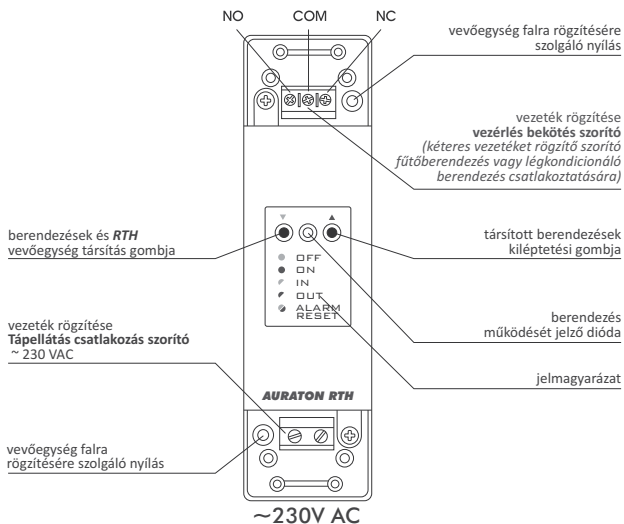 NO COM NC
vevőegység falra rögzítésére
szolgáló nyílás
vezeték rögzítése
vezérlés bekötés szorító
(kéteres vezetéket rögzítő szorító
fűtőberendezés vagy légkondicionáló
berendezés csatlakoztatására)
berendezések és RTH
vevőegység társítás gombja
társított berendezések
kiléptetési gombja
OFF
ON
IN
OUT
ALARM
RESET
berendezés
működését jelző dióda
vezeték rögzítése
Tápellátás csatlakozás szorító
~ 230 VAC
jelmagyarázat
AURATON RTH
vevőegység falra
rögzítésére szolgáló nyílás
~230V AC